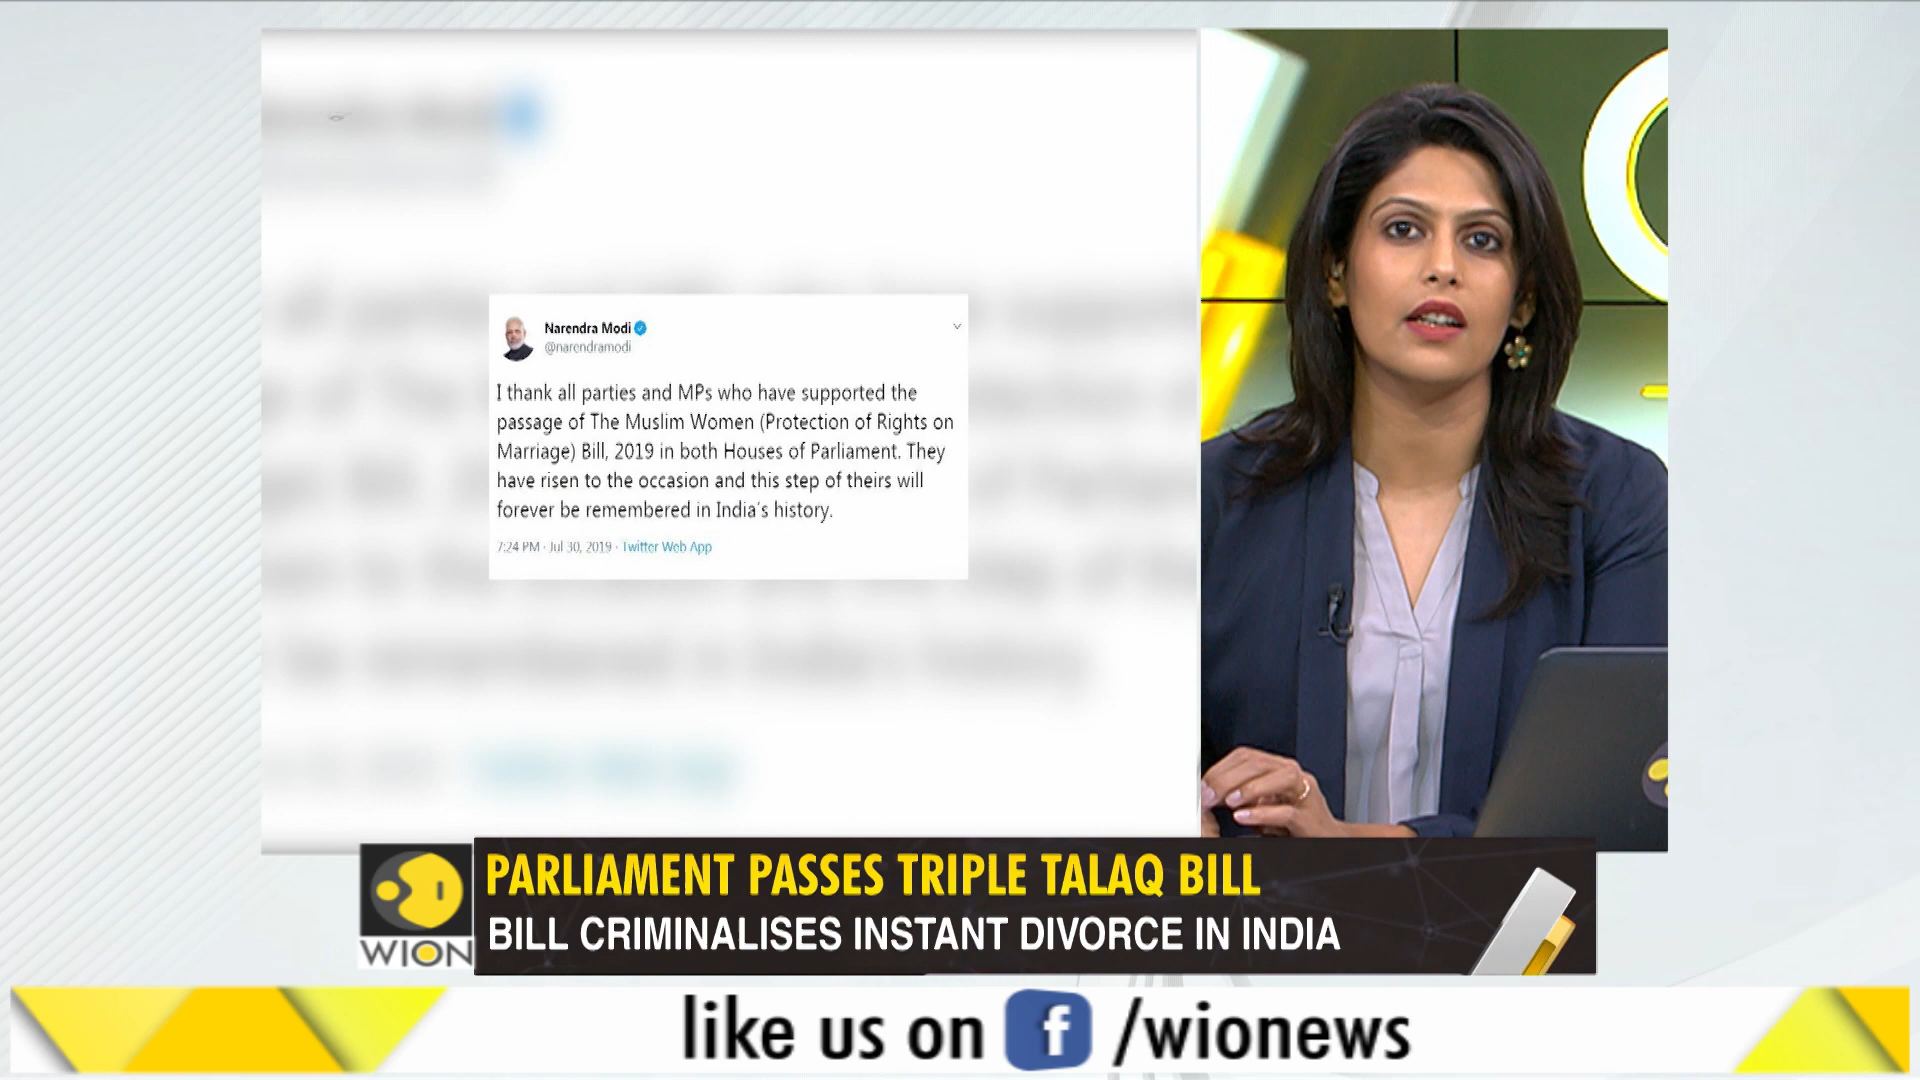 Narendra Modi
@narendramodi
I thank all parties and MPs who have supported the
passage of The Muslim Women (Protection of Rights on
Marriage) Bill, 2019 in both Houses of Parliament. They
have risen to the occasion and this step of theirs will
forever be remembered in India's history.
7:24 PM · Jul 30, 2019 · Twitter Web App
PARLIAMENT PASSES TRIPLE TALAQ BILL
BILL CRIMINALISES INSTANT DIVORCE IN INDIA
WION
like us on f /wionews